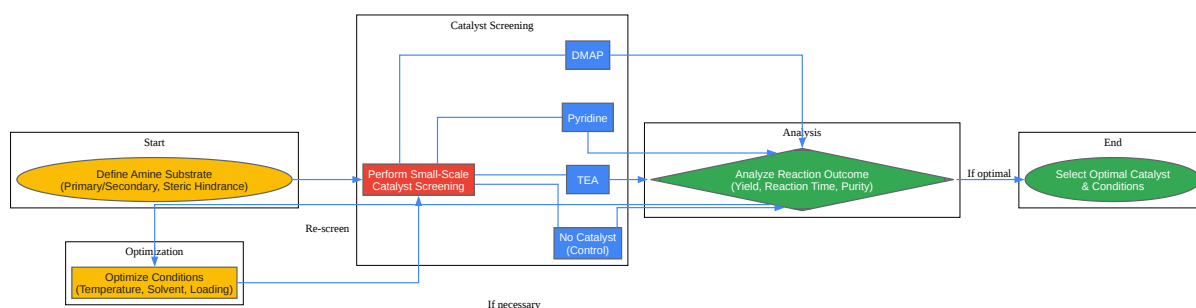 Catalyst Screening
DMAP
Pyridine
Start
Define Amine Substrate
(Primary/Secondary, Steric Hindrance)
Perform Small-Scale
Catalyst Screening
TEA
No Catalyst
(Control)
Analysis
Analyze Reaction Outcome
(Yield, Reaction Time, Purity)
If optimal
End
Select Optimal Catalyst
& Conditions
Re-screen
Optimization
Optimize Conditions
(Temperature, Solvent, Loading)
If necessary